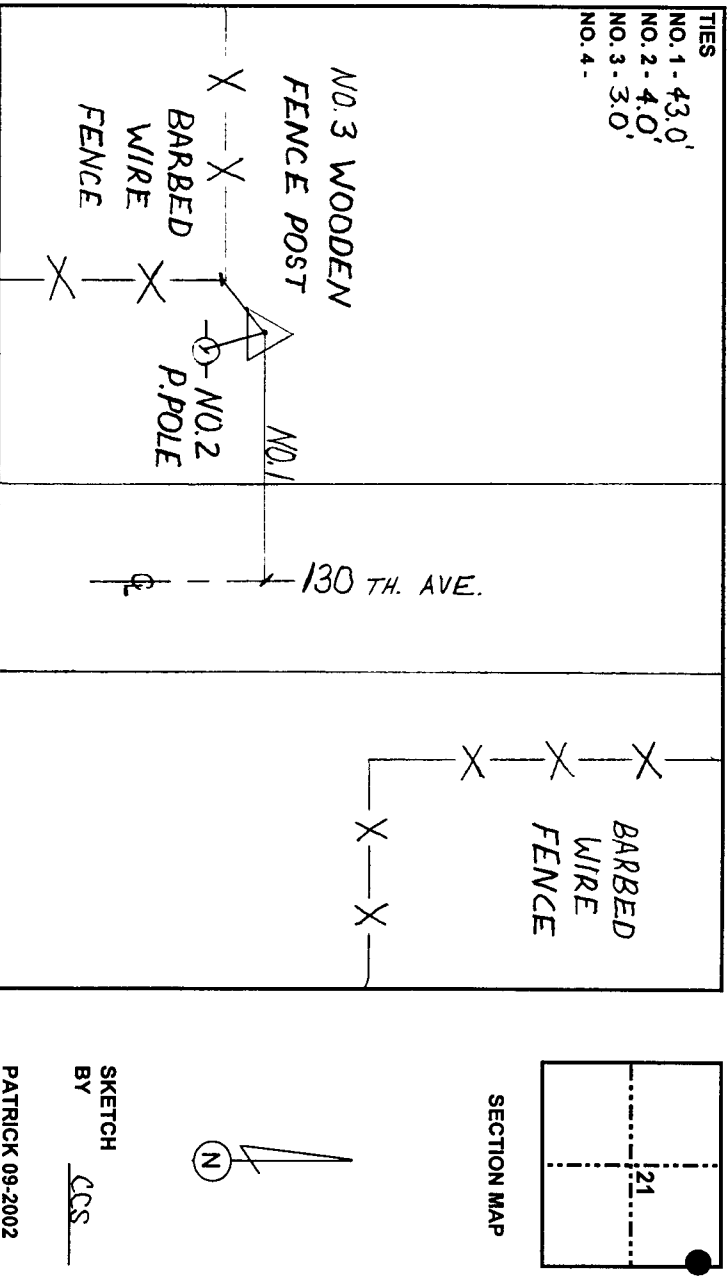 TIES
NO. 1 - 43.0'
NO. 2 - 4.0'
NO. 3 - 3.0'
NO. 4 -
NO.3 WOODEN
FENCE POST
BARBED
WIRE
FENCE
NO.2
P.POLE
NO.1
130 TH. AVE.
℄
BARBED
WIRE
FENCE
21
SECTION MAP
N
SKETCH
BY CCS
PATRICK 09-2002